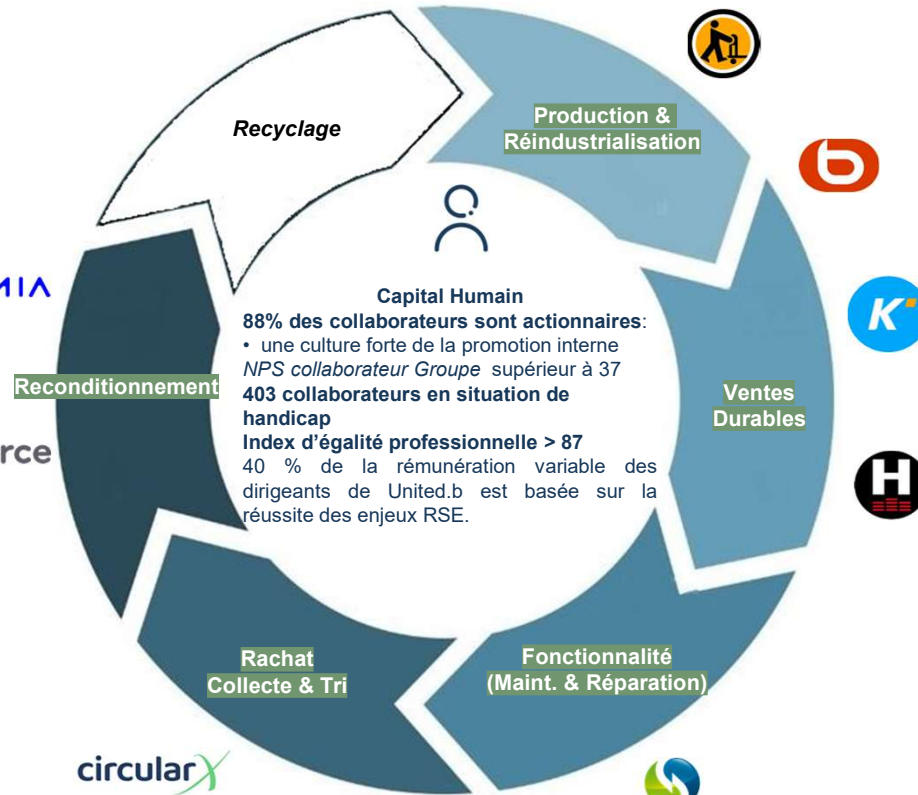 Recyclage
Production &
Réindustrialisation
b
MIA
Capital Humain
88% des collaborateurs sont actionnaires:
• une culture forte de la promotion interne
NPS collaborateur Groupe supérieur à 37
403 collaborateurs en situation de
handicap
Index d’égalité professionnelle > 87
40 % de la rémunération variable des
dirigeants de United.b est basée sur la
réussite des enjeux RSE.
K
Reconditionnement
Ventes
Durables
rce
H
Rachat
Collecte & Tri
Fonctionnalité
(Maint. & Réparation)
circularX